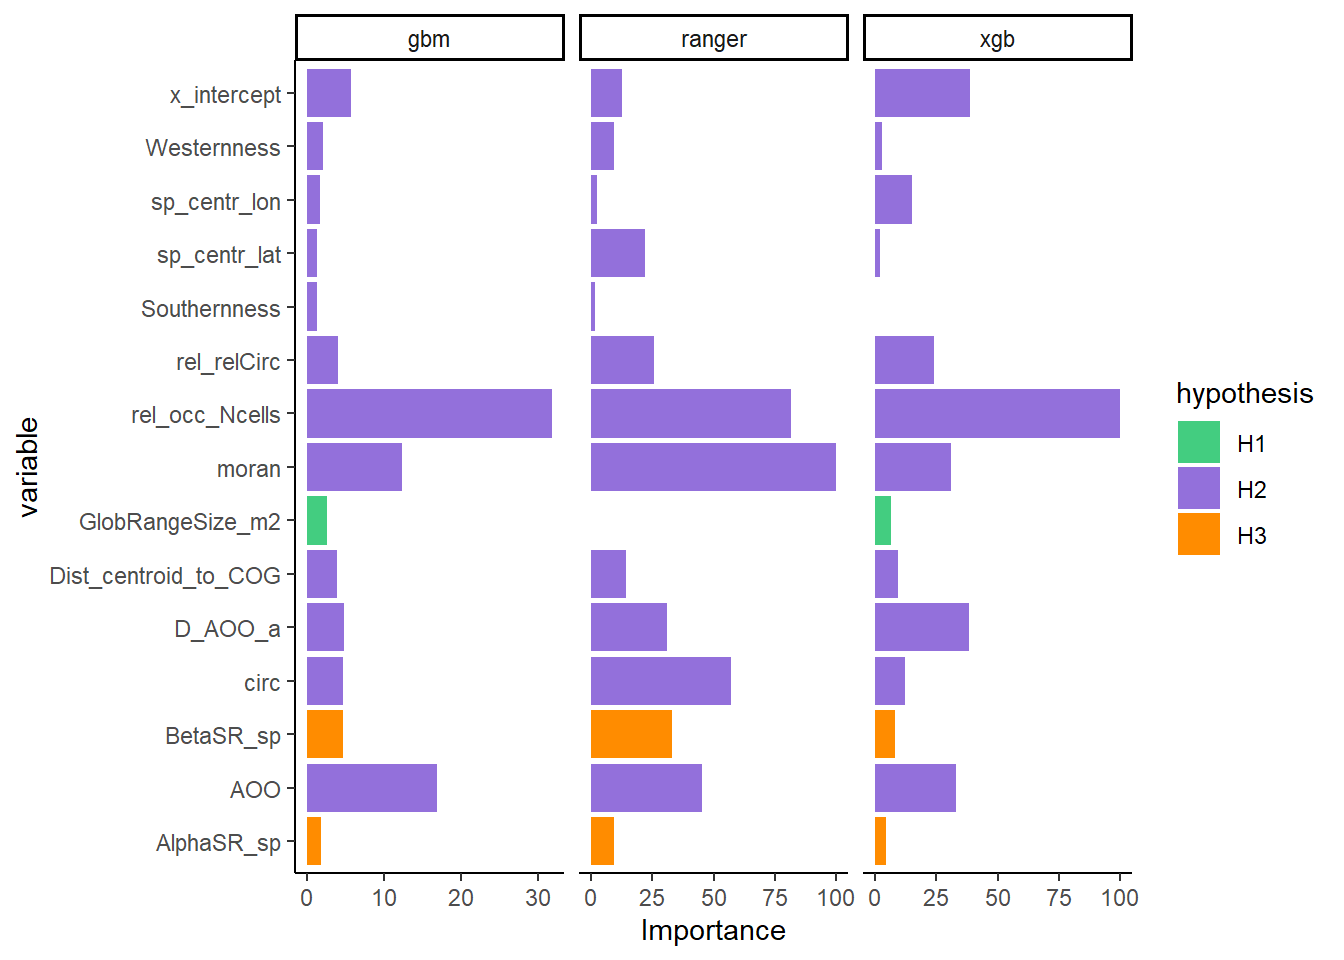 gbm ranger xgb
x_intercept
Westernness
sp_centr_lon
sp_centr_lat
Southernness
rel_relCirc
rel_occ_Ncells
moran
GlobRangeSize_m2
Dist_centroid_to_COG
D_AOO_a
circ
BetaSR_sp
AOO
AlphaSR_sp
variable
0 10 20 30 0 25 50 75 100 0 25 50 75 100
Importance
hypothesis
H1
H2
H3